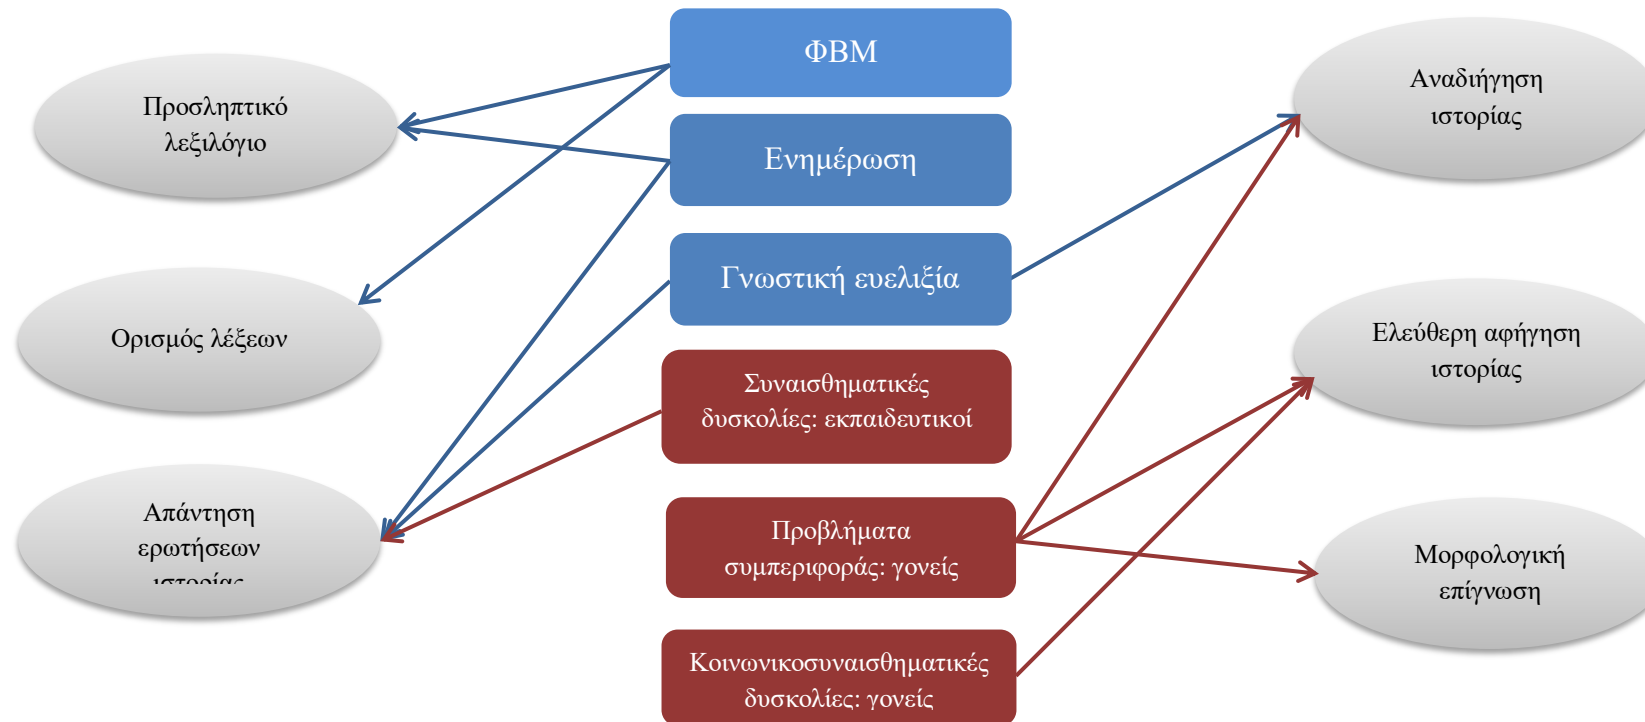 Προσληπτικό
λεξιλόγιο
Ορισμός λέξεων
Απάντηση
ερωτήσεων
ιστορίας
ΦΒΜ
Ενημέρωση
Γνωστική ευελιξία
Συναισθηματικές
δυσκολίες: εκπαιδευτικοί
Προβλήματα
συμπεριφοράς: γονείς
Κοινωνικοσυναισθηματικές
δυσκολίες: γονείς
Αναδιήγηση
ιστορίας
Ελεύθερη αφήγηση
ιστορίας
Μορφολογική
επίγνωση